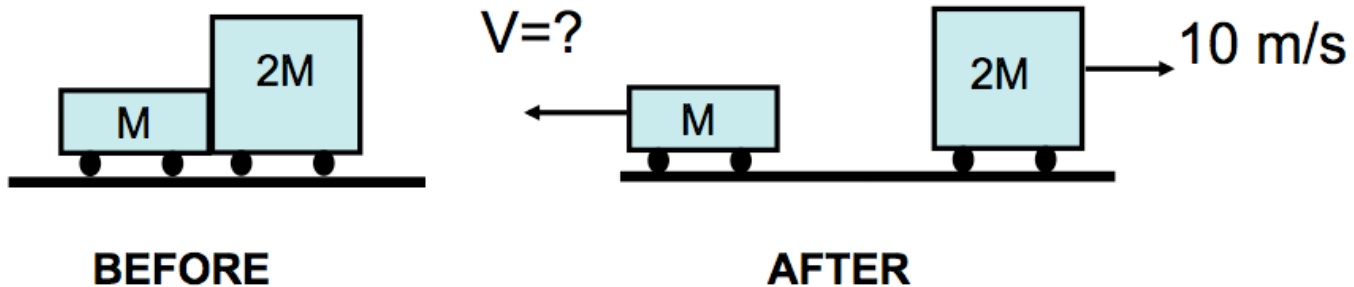 M
2M
BEFORE
V=?
M
2M
10 m/s
AFTER